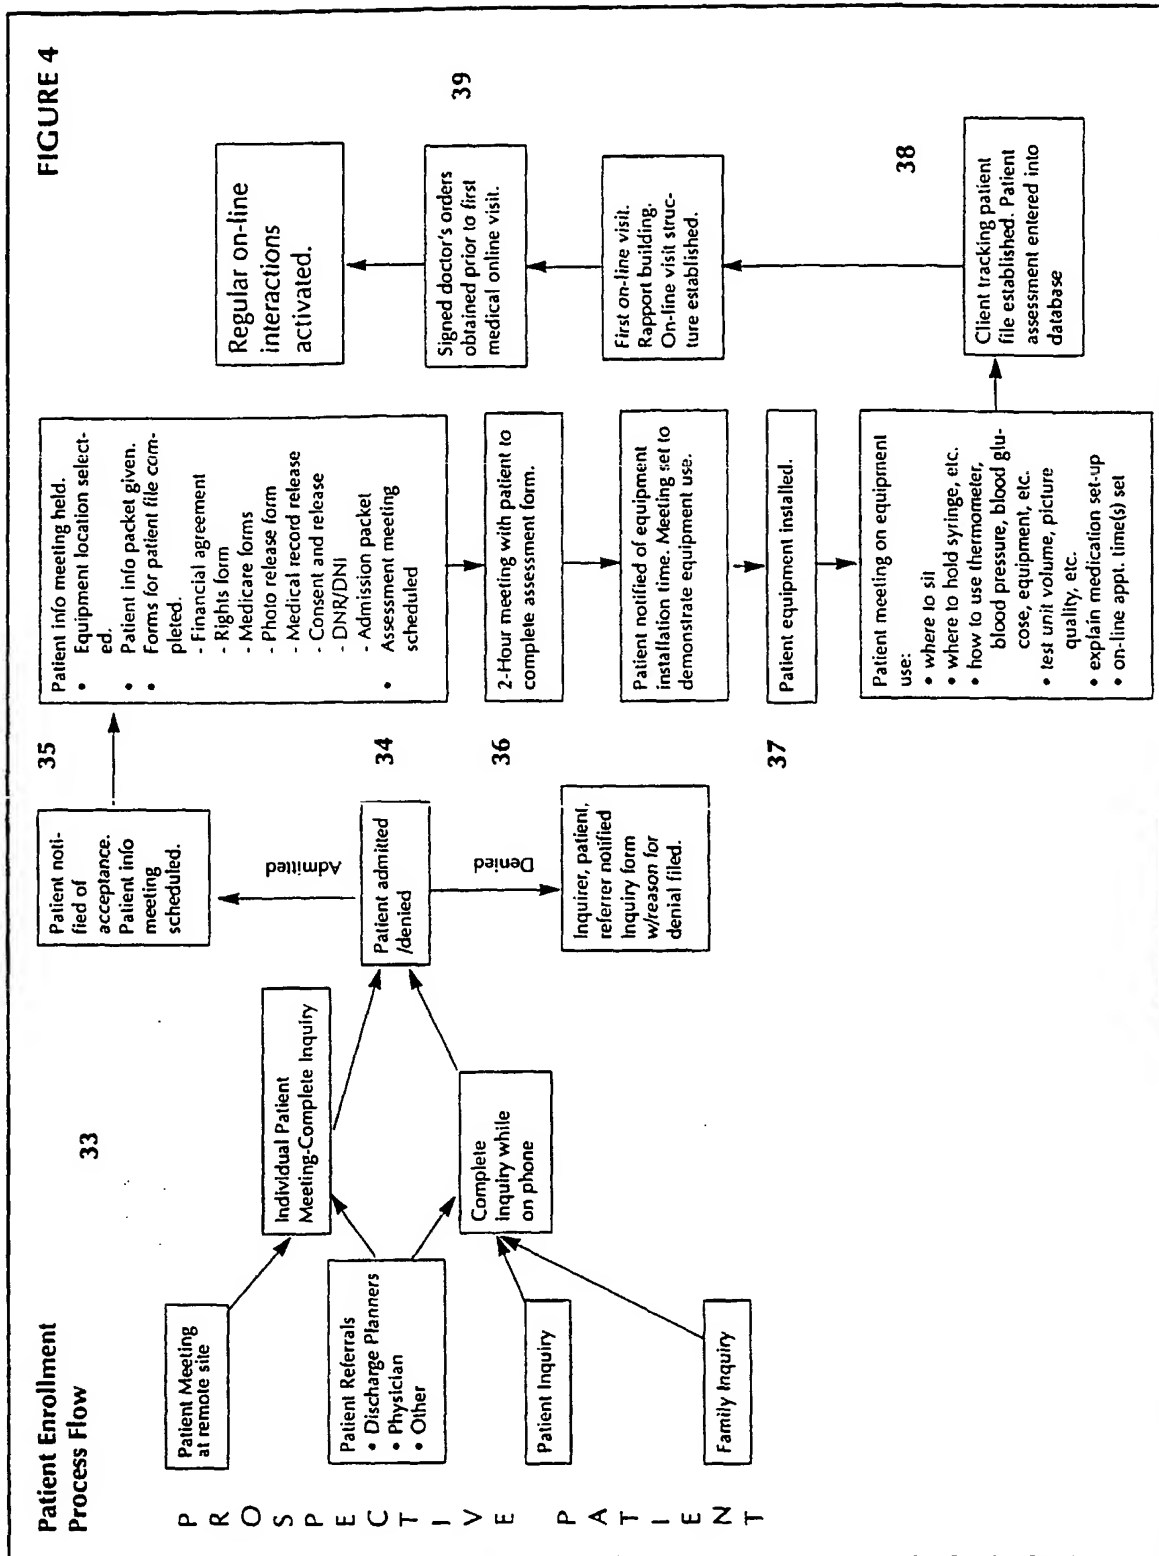 Patient Enrollment
Process Flow
FIGURE 4
PROSPECTIVE PATIENT
33
Patient Meeting
at remote site
Patient Referrals
• Discharge Planners
• Physician
• Other
Patient Inquiry
Family Inquiry
Individual Patient
Meeting-Complete Inquiry
Complete
inquiry while
on phone
35
Patient noti-
fied of
acceptance.
Patient info
meeting
scheduled.
Admitted
34
Patient admitted
/denied
Denied
36
Inquirer, patient,
referrer notified
Inquiry form
w/reason for
denial filed.
37
Patient info meeting held.
• Equipment location select-
ed.
• Patient info packet given.
• Forms for patient file com-
pleted.
- Financial agreement
- Rights form
- Medicare forms
- Photo release form
- Medical record release
- Consent and release
- DNR/DNI
- Admission packet
• Assessment meeting
scheduled
2-Hour meeting with patient to
complete assessment form.
Patient notified of equipment
installation time. Meeting set to
demonstrate equipment use.
Patient equipment installed.
Patient meeting on equipment
use:
• where to sit
• where to hold syringe, etc.
• how to use thermometer,
blood pressure, blood glu-
cose, equipment, etc.
• test unit volume, picture
quality, etc.
• explain medication set-up
• on-line appt. time(s) set
Regular on-line
interactions
activated.
39
Signed doctor's orders
obtained prior to first
medical online visit.
First on-line visit.
Rapport building.
On-line visit struc-
ture established.
38
Client tracking patient
file established. Patient
assessment entered into
database